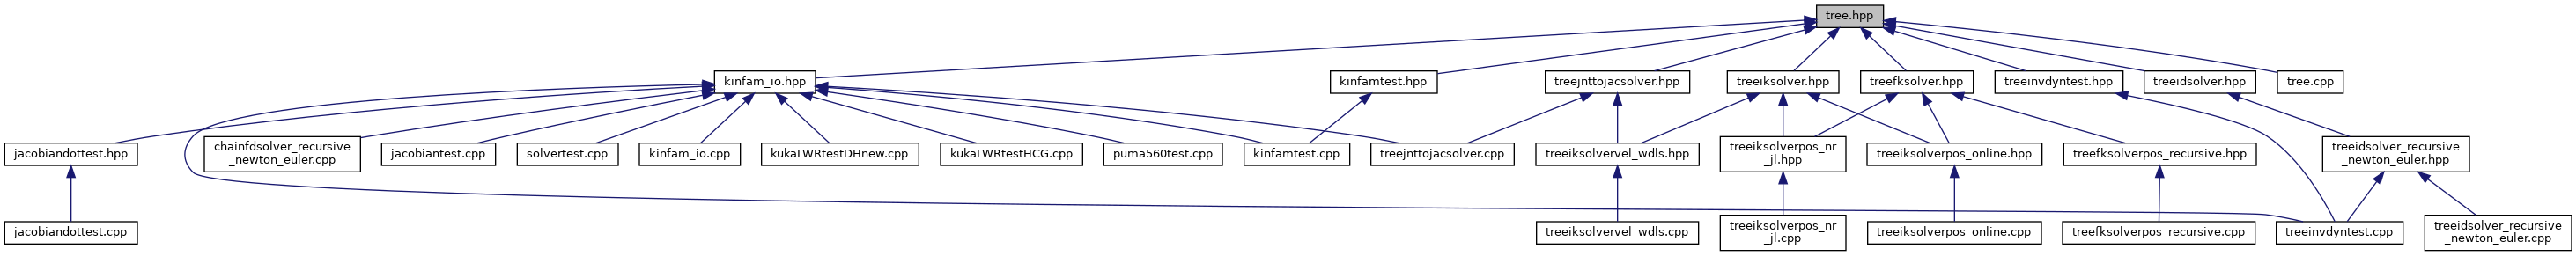 tree.hpp
kinfam_io.hpp
kinfamtest.hpp
treejnttojacsolver.hpp
treeiksolver.hpp
treefksolver.hpp
treeinvdyntest.hpp
treeidsolver.hpp
tree.cpp
jacobiandottest.hpp
chainfdsolver_recursive
_newton_euler.cpp
jacobiantest.cpp
solvertest.cpp
kinfam_io.cpp
kukaLWRtestDHnew.cpp
kukaLWRtestHCG.cpp
puma560test.cpp
kinfamtest.cpp
treejnttojacsolver.cpp
treeiksolvervel_wdls.hpp
treeiksolverpos_nr
_jl.hpp
treeiksolverpos_online.hpp
treefksolverpos_recursive.hpp
treeidsolver_recursive
_newton_euler.hpp
jacobiandottest.cpp
treeiksolvervel_wdls.cpp
treeiksolverpos_nr
_jl.cpp
treeiksolverpos_online.cpp
treefksolverpos_recursive.cpp
treeinvdyntest.cpp
treeidsolver_recursive
_newton_euler.cpp